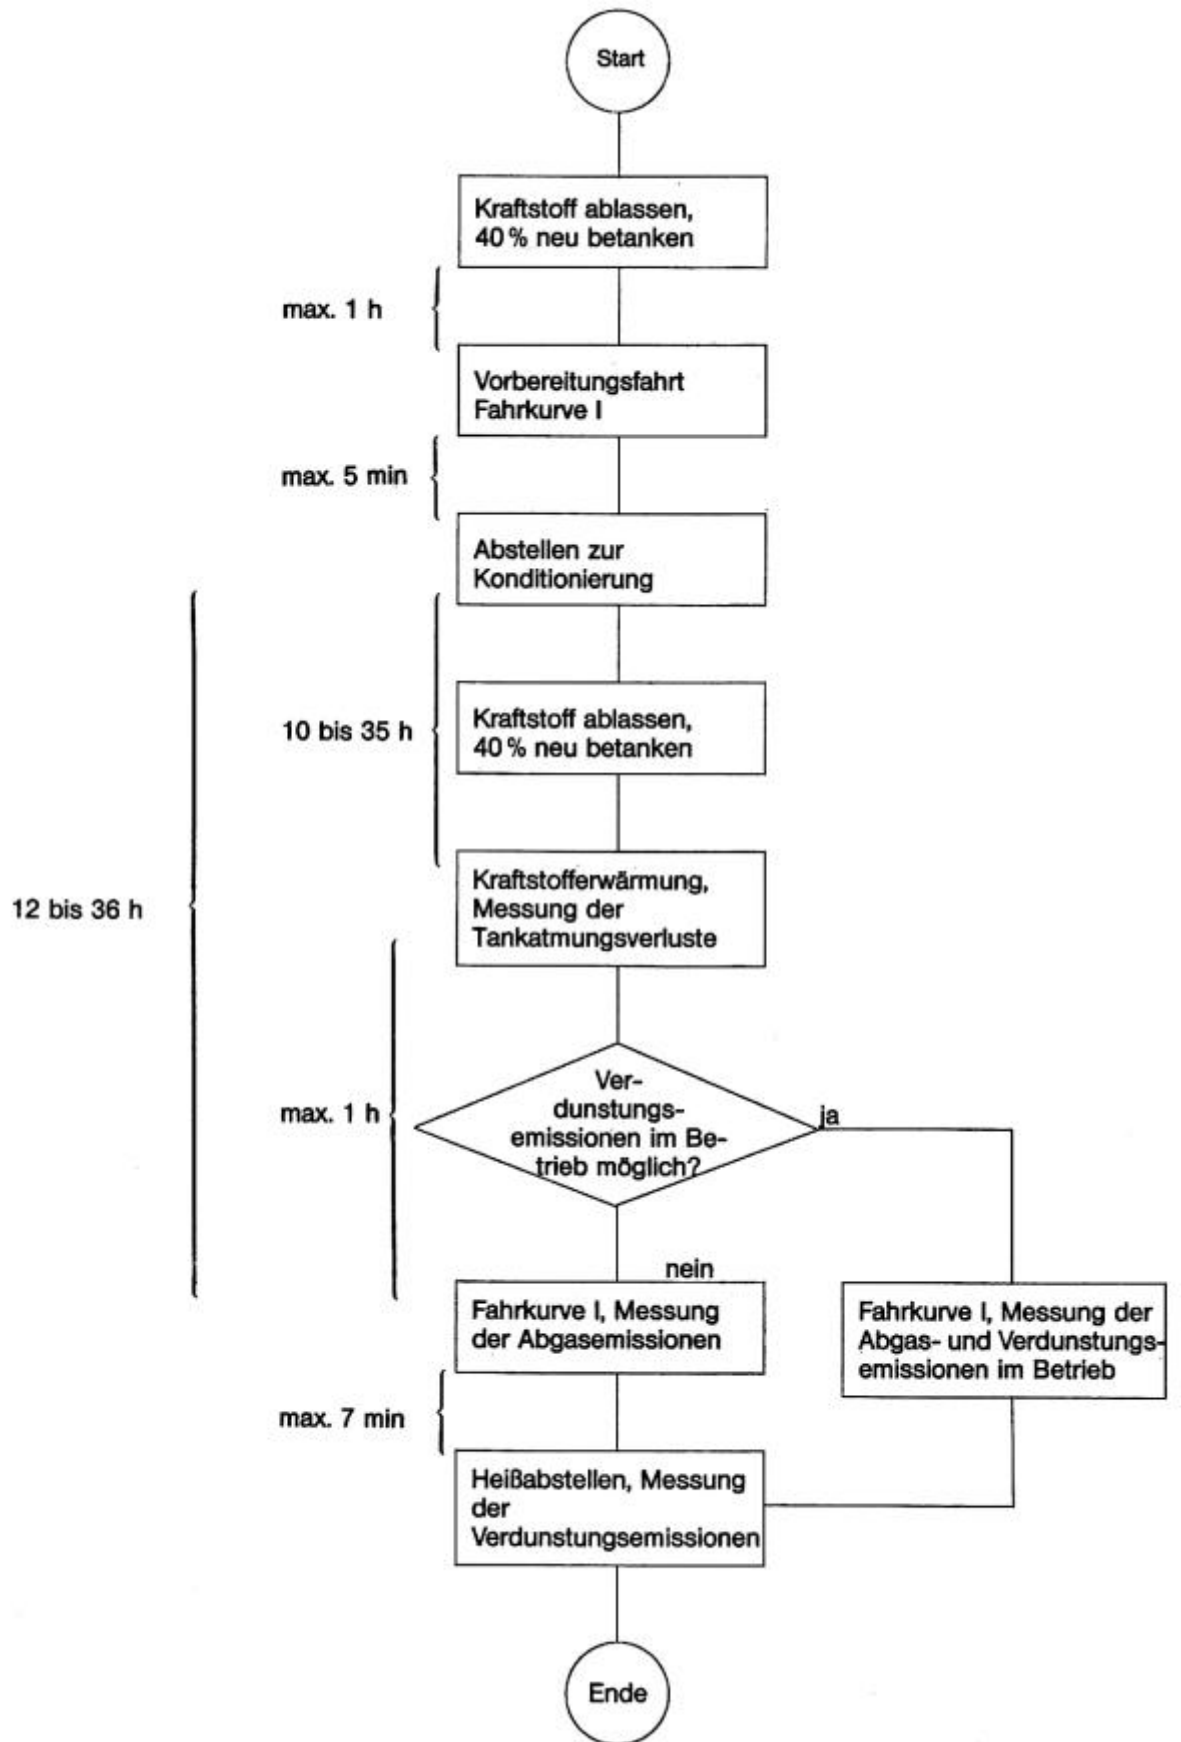 Start
Kraftstoff ablassen,
40% neu betanken
max. 1 h
Vorbereitungsfahrt
Fahrkurve I
max. 5 min
Abstellen zur
Konditionierung
10 bis 35 h
Kraftstoff ablassen,
40% neu betanken
12 bis 36 h
Kraftstofferwärmung,
Messung der
Tankatmungsverluste
max. 1 h
Ver-
dunstungs-
emissionen im Be-
trieb möglich?
ja
nein
Fahrkurve I, Messung
der Abgasemissionen
Fahrkurve I, Messung der
Abgas- und Verdunstungs-
emissionen im Betrieb
max. 7 min
Heißabstellen, Messung
der
Verdunstungsemissionen
Ende